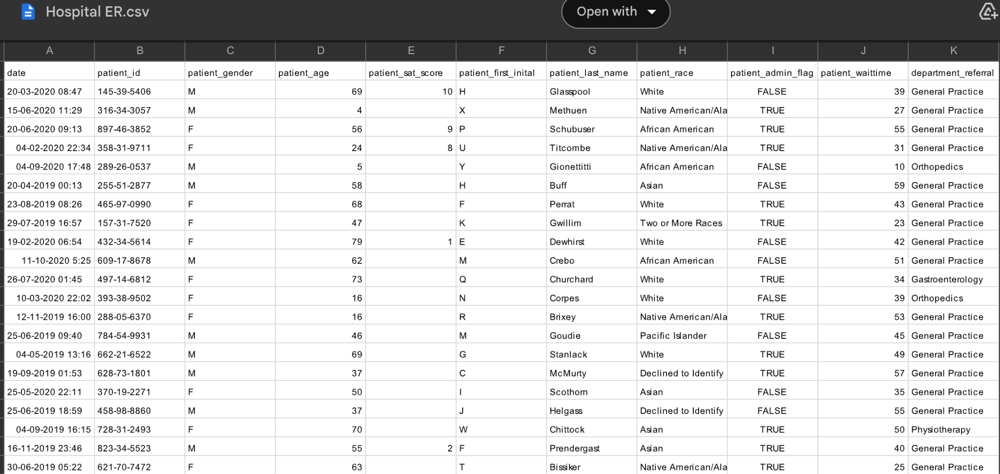 Hospital ER.csv Open with
A B C D E F G H I J K
date patient_id patient_gender patient_age patient_sat_score patient_first_inital patient_last_name patient_race patient_admin_flag patient_waittime department_referral
20-03-2020 08:47 145-39-5406 M 69 10 H Glasspool White FALSE 39 General Practice
15-06-2020 11:29 316-34-3057 M 4 X Methuen Native American/Ala TRUE 27 General Practice
20-06-2020 09:13 897-46-3852 F 56 9 P Schubuser African American TRUE 55 General Practice
04-02-2020 22:34 358-31-9711 F 24 8 U Titcombe Native American/Ala TRUE 31 General Practice
04-09-2020 17:48 289-26-0537 M 5 Y Gionettitti African American FALSE 10 Orthopedics
20-04-2019 00:13 255-51-2877 M 58 H Buff Asian FALSE 59 General Practice
23-08-2019 08:26 465-97-0990 F 68 F Perrat White TRUE 43 General Practice
29-07-2019 16:57 157-31-7520 F 47 K Gwillim Two or More Races TRUE 23 General Practice
19-02-2020 06:54 432-34-5614 F 79 1 E Dewhirst White FALSE 42 General Practice
11-10-2020 5:25 609-17-8678 M 62 M Crebo African American FALSE 51 General Practice
26-07-2020 01:45 497-14-6812 F 73 Q Churchard White TRUE 34 Gastroenterology
10-03-2020 22:02 393-38-9502 F 16 N Corpes White FALSE 39 Orthopedics
12-11-2019 16:00 288-05-6370 F 16 R Brixey Native American/Ala TRUE 53 General Practice
25-06-2019 09:40 784-54-9931 M 46 M Goudie Pacific Islander FALSE 45 General Practice
04-05-2019 13:16 662-21-6522 M 69 G Stanlack White TRUE 49 General Practice
19-09-2019 01:53 628-73-1801 M 37 C McMurty Declined to Identify TRUE 57 General Practice
25-05-2020 22:11 370-19-2271 F 50 I Scothorn Asian FALSE 35 General Practice
25-06-2019 18:59 458-98-8860 M 37 J Helgass Declined to Identify FALSE 55 General Practice
04-09-2019 16:15 728-31-2493 F 70 W Chittock Asian TRUE 50 Physiotherapy
16-11-2019 23:46 823-34-5523 M 55 2 F Prendergast Asian TRUE 40 General Practice
30-06-2019 05:22 621-70-7472 F 63 T Bissiker Native American/Ala TRUE 25 General Practice